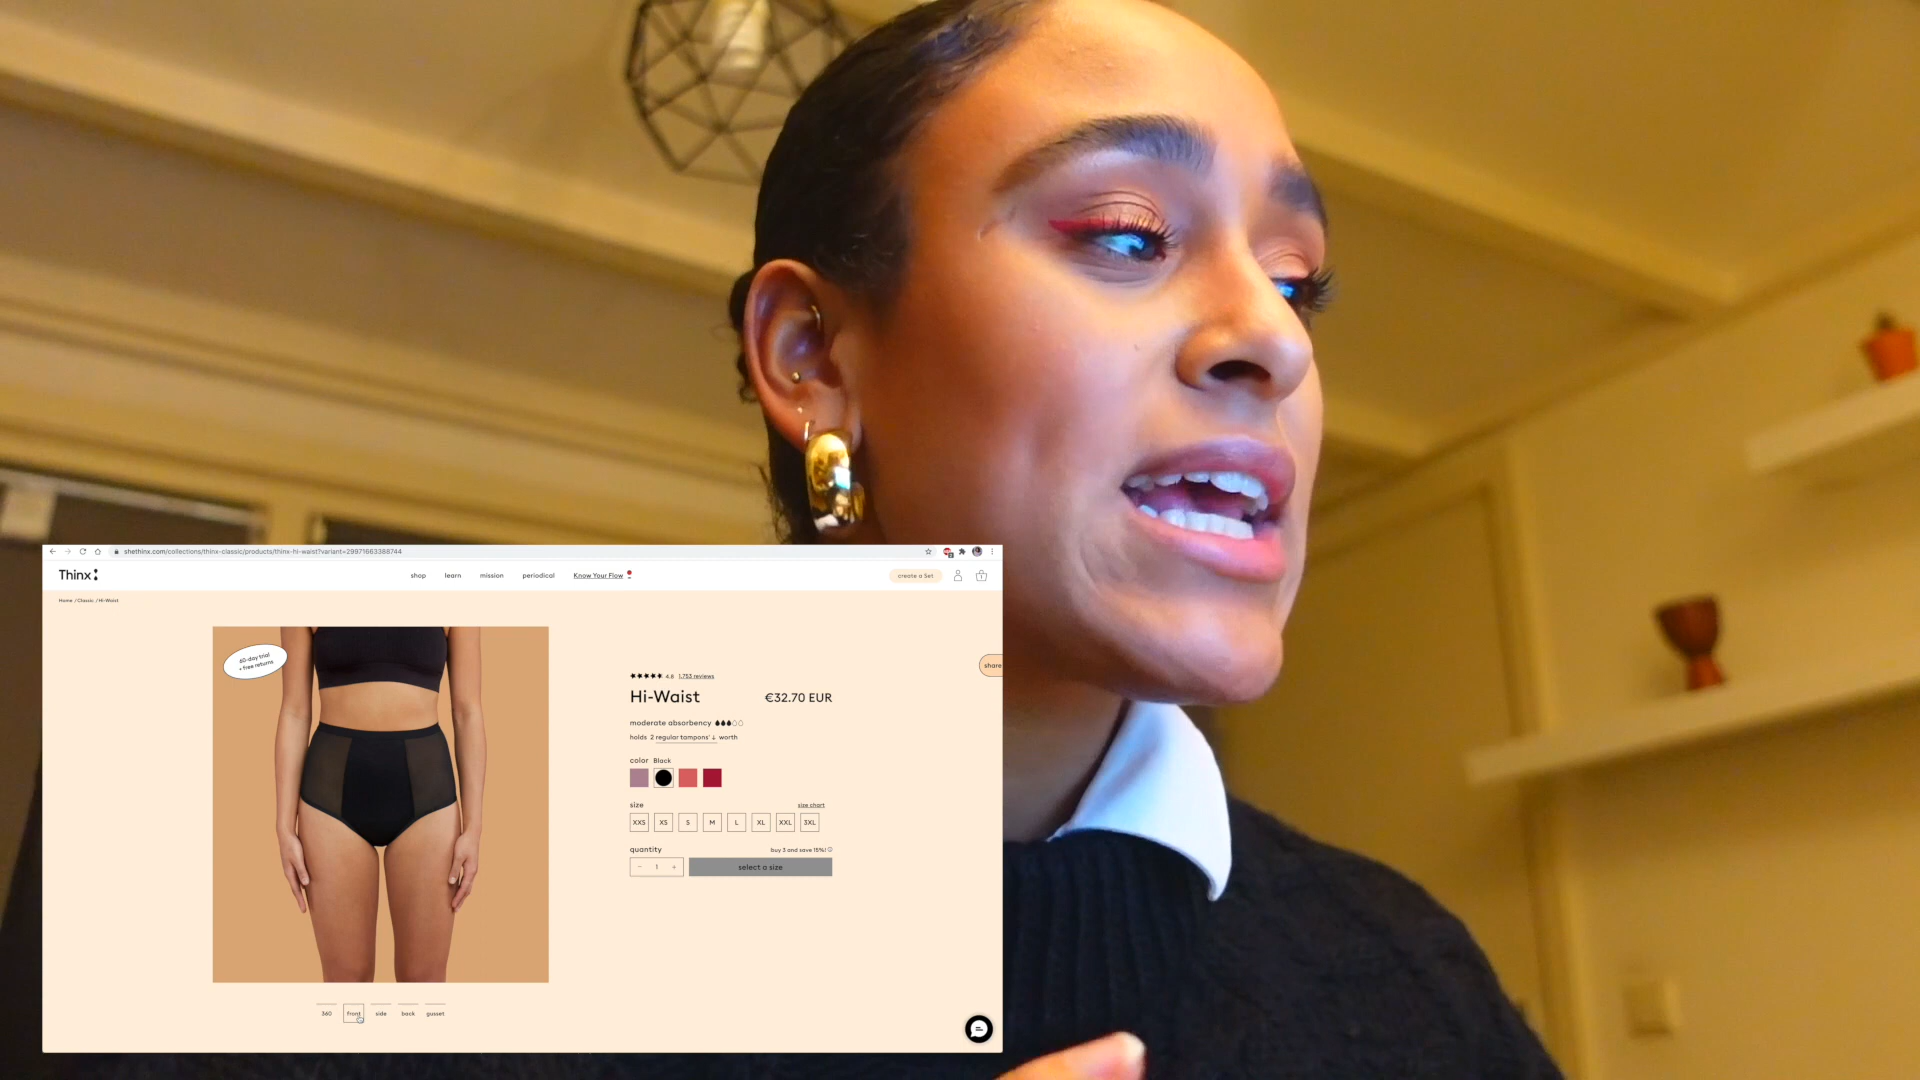 shethinx.com/collections/thinx-classic/products/thinx-hi-waist?variant=29971663388744
Thinx
shop learn mission periodical Know Your Flow create a Set
Home / Classic / Hi-Waist
60-day trial
+ free returns
share
4.8 1,753 reviews
Hi-Waist €32.70 EUR
moderate absorbency
holds 2 regular tampons' ↓ worth
color Black
size size chart
XXS XS S M L XL XXL 3XL
quantity buy 3 and save 15%!
− 1 + select a size
360 front side back gusset